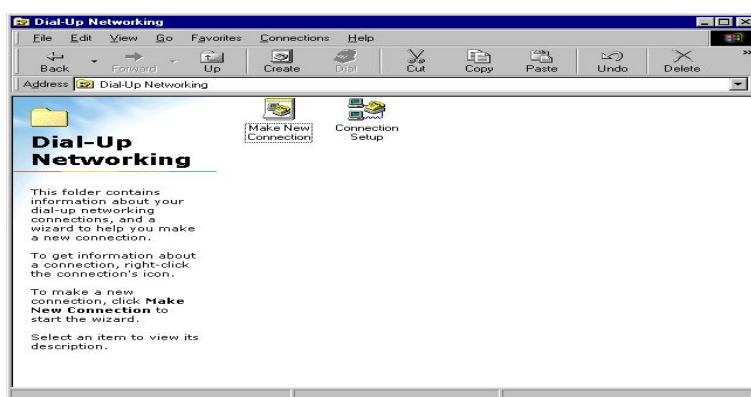 Dial-Up Networking
File Edit View Go Favorites Connections Help
Back Forward Up Create Dial Cut Copy Paste Undo Delete »
Address Dial-Up Networking
Dial-Up
Networking
This folder contains
information about your
dial-up networking
connections, and a
wizard to help you make
a new connection.
To get information about
a connection, right-click
the connection's icon.
To make a new
connection, click Make
New Connection to
start the wizard.
Select an item to view its
description.
Make New
Connection
Connection
Setup